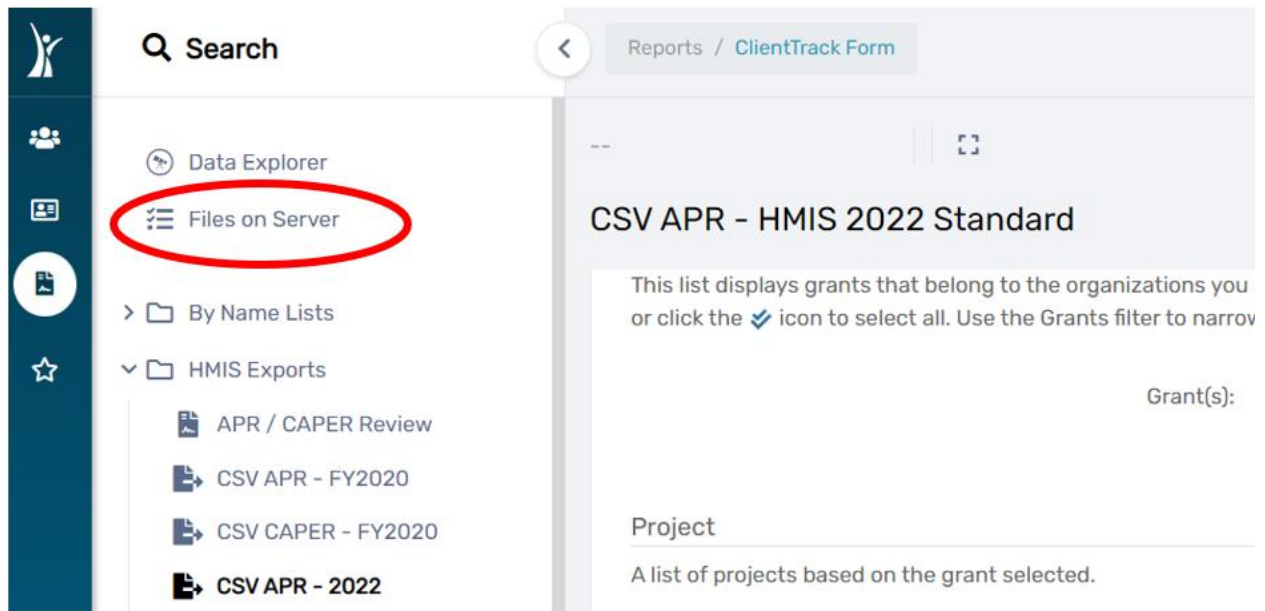 Search
Data Explorer
Files on Server
By Name Lists
HMIS Exports
APR / CAPER Review
CSV APR - FY2020
CSV CAPER - FY2020
CSV APR - 2022
Reports / ClientTrack Form
--
CSV APR - HMIS 2022 Standard
This list displays grants that belong to the organizations you
or click the icon to select all. Use the Grants filter to
Grant(s):
Project
A list of projects based on the grant selected.